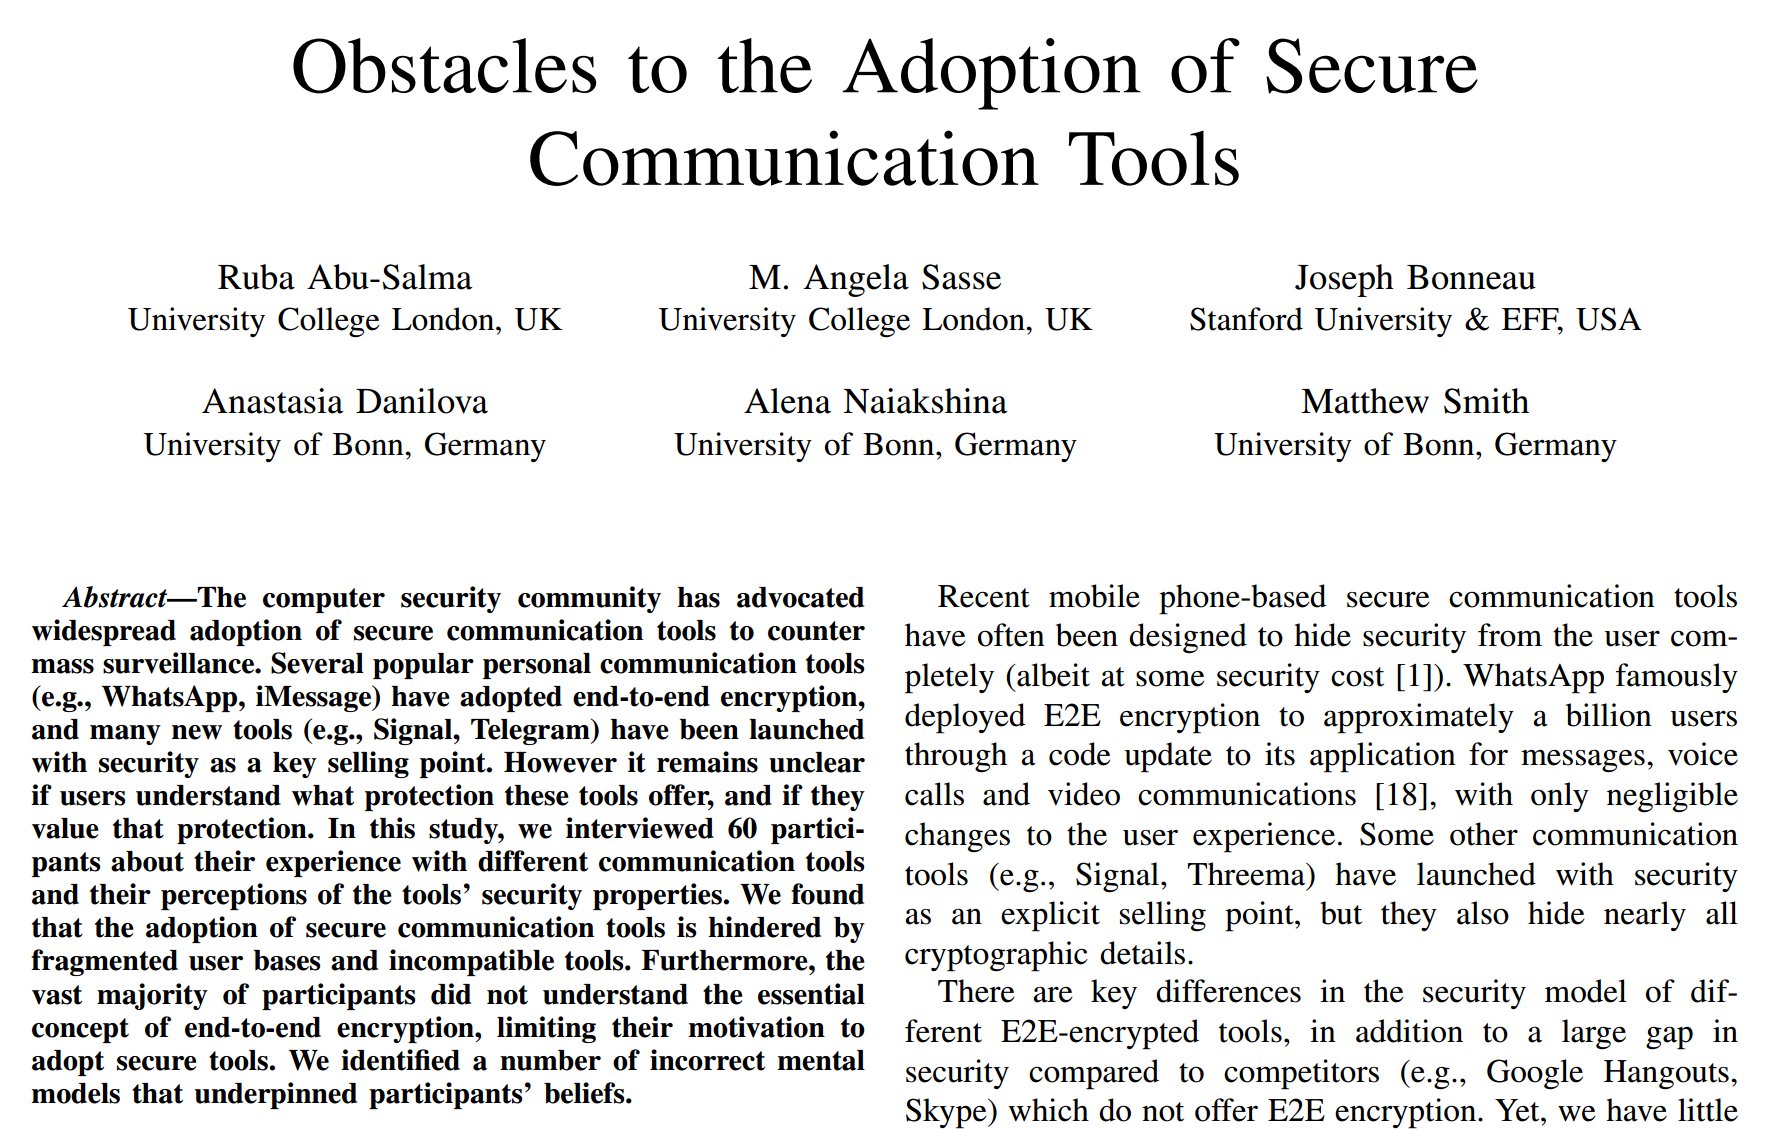 Obstacles to the Adoption of Secure
Communication Tools
Ruba Abu-Salma
University College London, UK
M. Angela Sasse
University College London, UK
Joseph Bonneau
Stanford University & EFF, USA
Anastasia Danilova
University of Bonn, Germany
Alena Naiakshina
University of Bonn, Germany
Matthew Smith
University of Bonn, Germany
Abstract—The computer security community has advocated
widespread adoption of secure communication tools to counter
mass surveillance. Several popular personal communication tools
(e.g., WhatsApp, iMessage) have adopted end-to-end encryption,
and many new tools (e.g., Signal, Telegram) have been launched
with security as a key selling point. However it remains unclear
if users understand what protection these tools offer, and if they
value that protection. In this study, we interviewed 60 partici-
pants about their experience with different communication tools
and their perceptions of the tools’ security properties. We found
that the adoption of secure communication tools is hindered by
fragmented user bases and incompatible tools. Furthermore, the
vast majority of participants did not understand the essential
concept of end-to-end encryption, limiting their motivation to
adopt secure tools. We identified a number of incorrect mental
models that underpinned participants’ beliefs.
Recent mobile phone-based secure communication tools
have often been designed to hide security from the user com-
pletely (albeit at some security cost [1]). WhatsApp famously
deployed E2E encryption to approximately a billion users
through a code update to its application for messages, voice
calls and video communications [18], with only negligible
changes to the user experience. Some other communication
tools (e.g., Signal, Threema) have launched with security
as an explicit selling point, but they also hide nearly all
cryptographic details.
There are key differences in the security model of dif-
ferent E2E-encrypted tools, in addition to a large gap in
security compared to competitors (e.g., Google Hangouts,
Skype) which do not offer E2E encryption. Yet, we have little